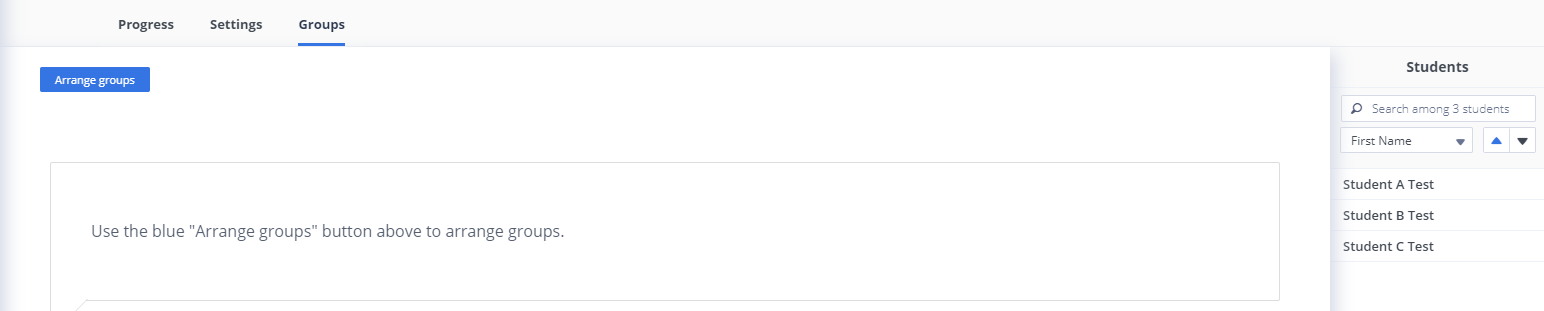 Progress Settings Groups
Arrange groups
Use the blue "Arrange groups" button above to arrange groups.
Students
Search among 3 students
First Name
Student A Test
Student B Test
Student C Test